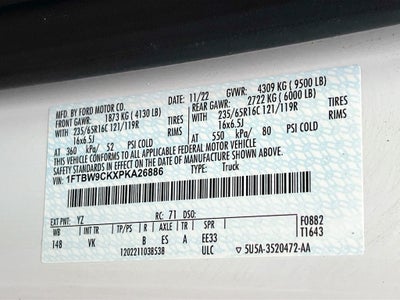 MFD. BY FORD MOTOR CO. 11/22 GVWR: 4309 KG (9500 LB)
FRONT GAWR: 1873 KG (4130 LB) REAR GAWR: 2722 KG (6000 LB)
WITH 235/65R16C 121/119R TIRES WITH 235/65R16C 121/119R TIRES
16x6.5J RIMS 16x6.5J RIMS
AT 360 kPa/ 52 PSI COLD AT 550 kPa/ 80 PSI COLD
THIS VEHICLE CONFORMS TO ALL APPLICABLE FEDERAL MOTOR VEHICLE
SAFETY STANDARDS IN EFFECT ON THE DATE OF MANUFACTURE SHOWN ABOVE.
VIN: 1FTBW9CKXPKA26886 TYPE: Truck
EXT PNT: YZ RC: 71 DSO: F0882
WB INT TR TP/PS R AXLE TR SPR T1643
148 VK B ES A EE33
1202211038538 ULC 5U5A-3520472-AA